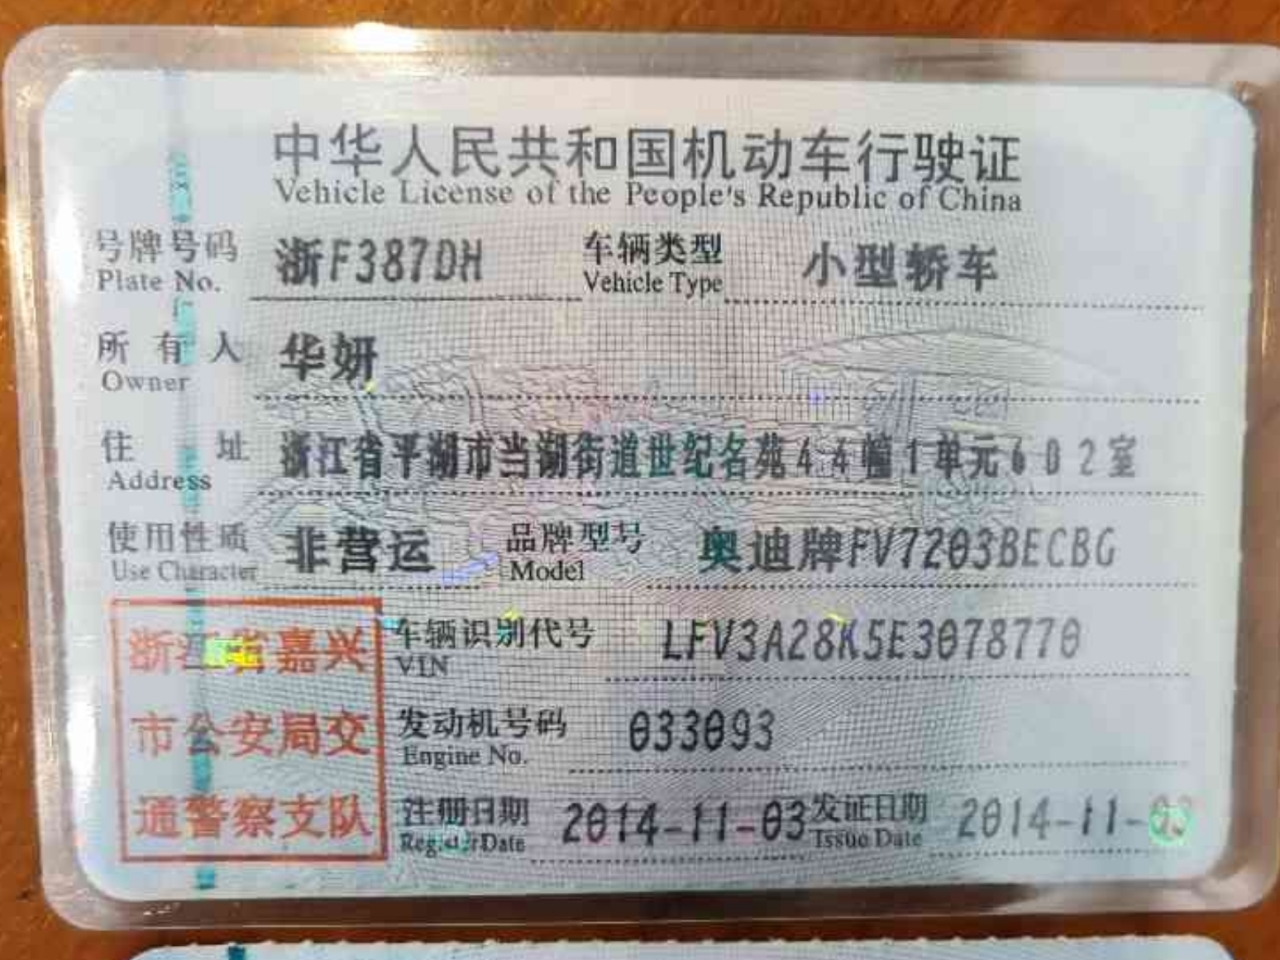 中华人民共和国机动车行驶证
Vehicle License of the People's Republic of China
号牌号码 浙F387DH 车辆类型 小型轿车
Plate No. Vehicle Type
所有人 华妍
Owner
住址 浙江省平湖市当湖街道世纪名苑44幢1单元602室
Address
使用性质 非营运 品牌型号 奥迪牌FV7203BECBG
Use Character Model
车辆识别代号 LFV3A28K5E3078770
VIN
发动机号码 033093
Engine No.
注册日期 2014-11-03 发证日期 2014-11-03
Register Date Issue Date
浙江省嘉兴
市公安局交
通警察支队